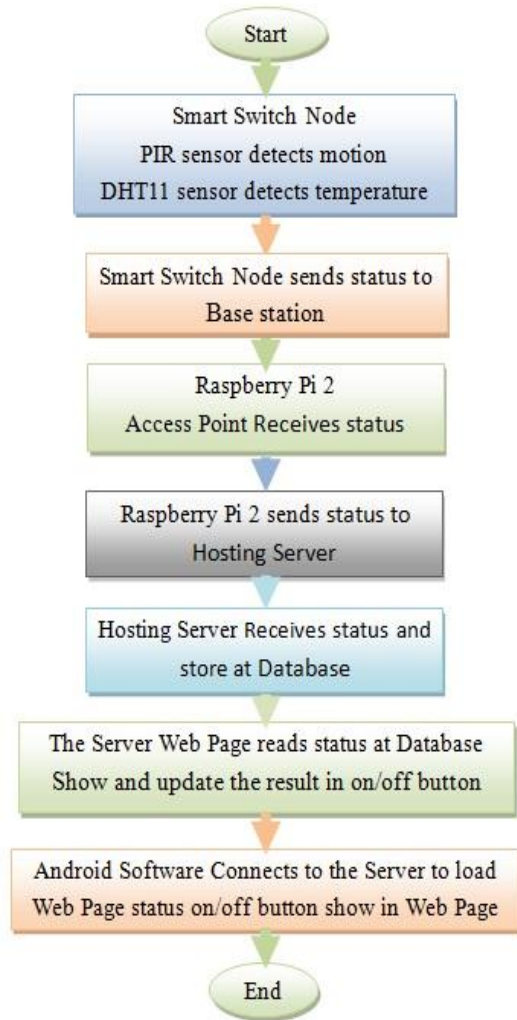 Start
Smart Switch Node
PIR sensor detects motion
DHT11 sensor detects temperature
Smart Switch Node sends status to
Base station
Raspberry Pi 2
Access Point Receives status
Raspberry Pi 2 sends status to
Hosting Server
Hosting Server Receives status and
store at Database
The Server Web Page reads status at Database
Show and update the result in on/off button
Android Software Connects to the Server to load
Web Page status on/off button show in Web Page
End